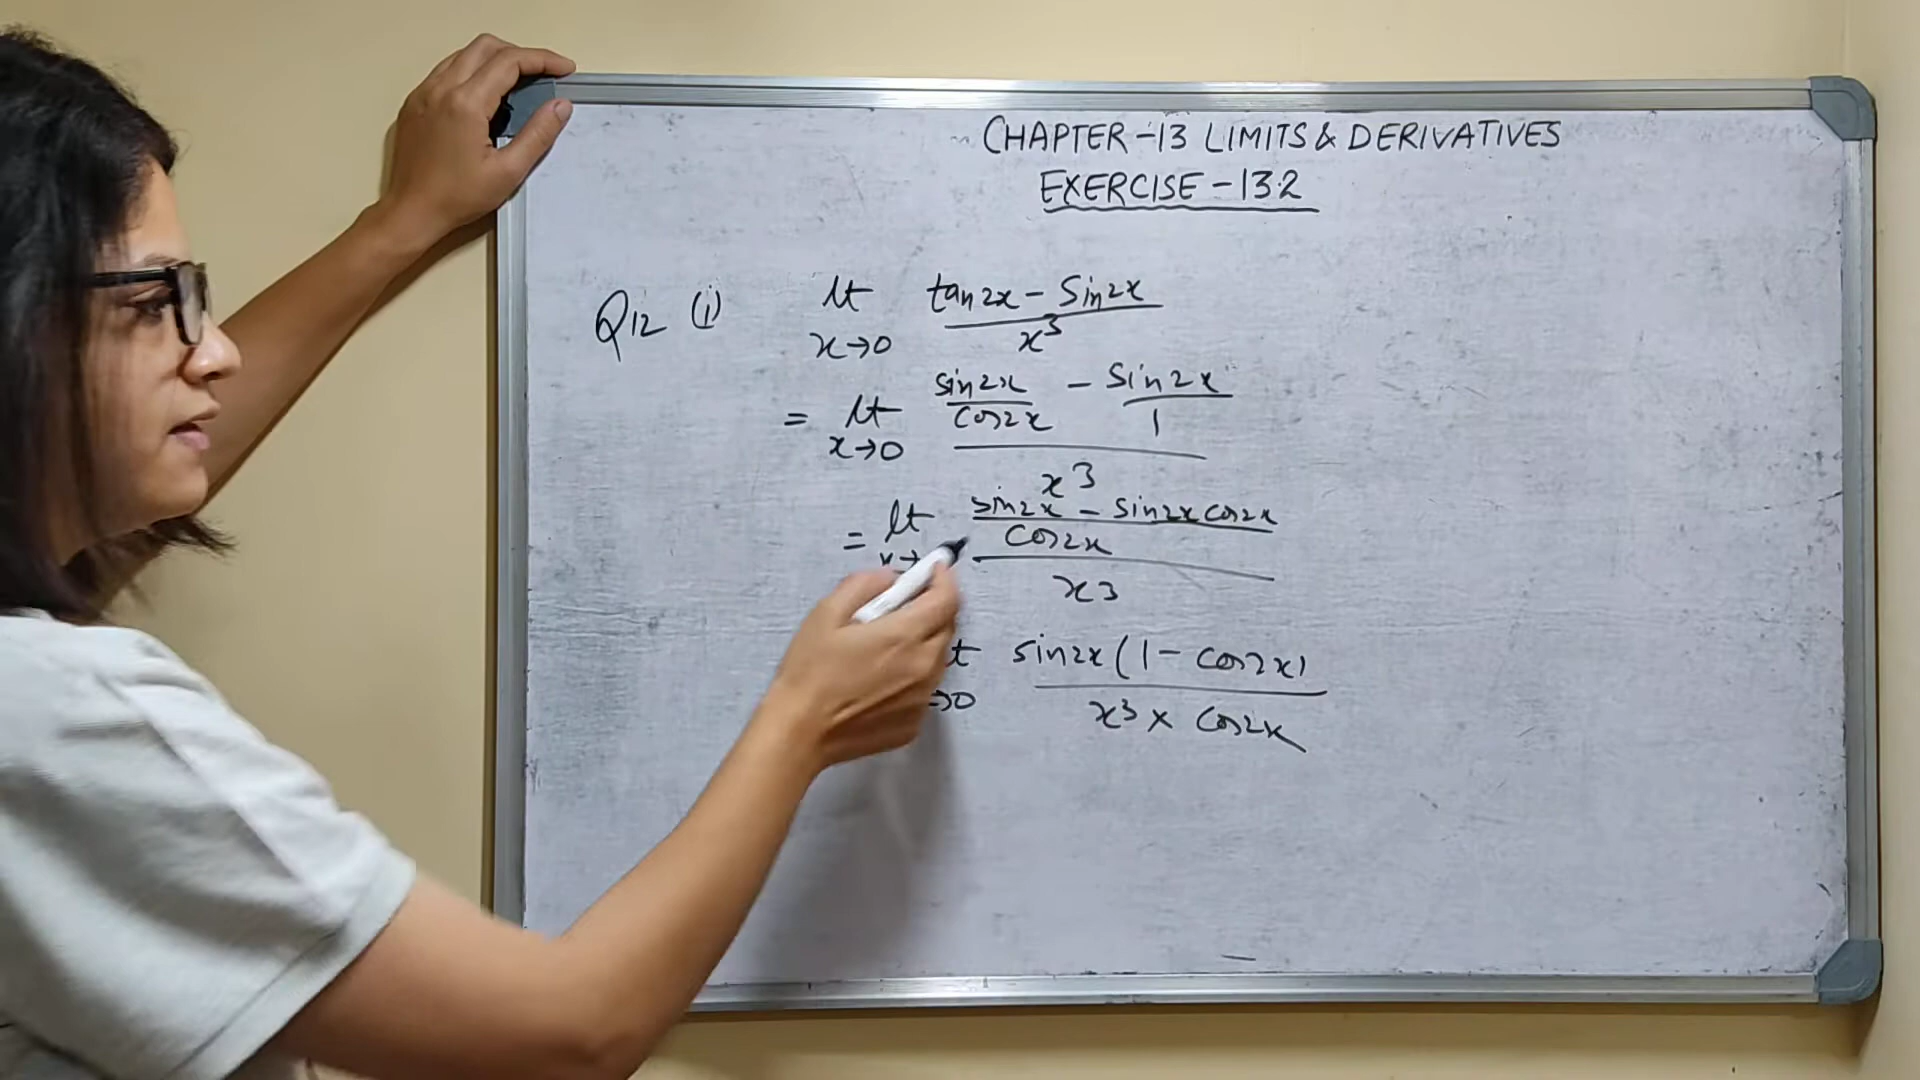 CHAPTER-13 LIMITS & DERIVATIVES
EXERCISE-13.2
Q12 (i) lt x→0 tan2x - Sin2x / x³
= lt x→0 sin2x / cos2x - Sin2x / 1 / x³
= lt x→ sin2x - sin2x cos2x / cos2x / x3
t →0 sin2x (1 - cos2x) / x³ × cos2x